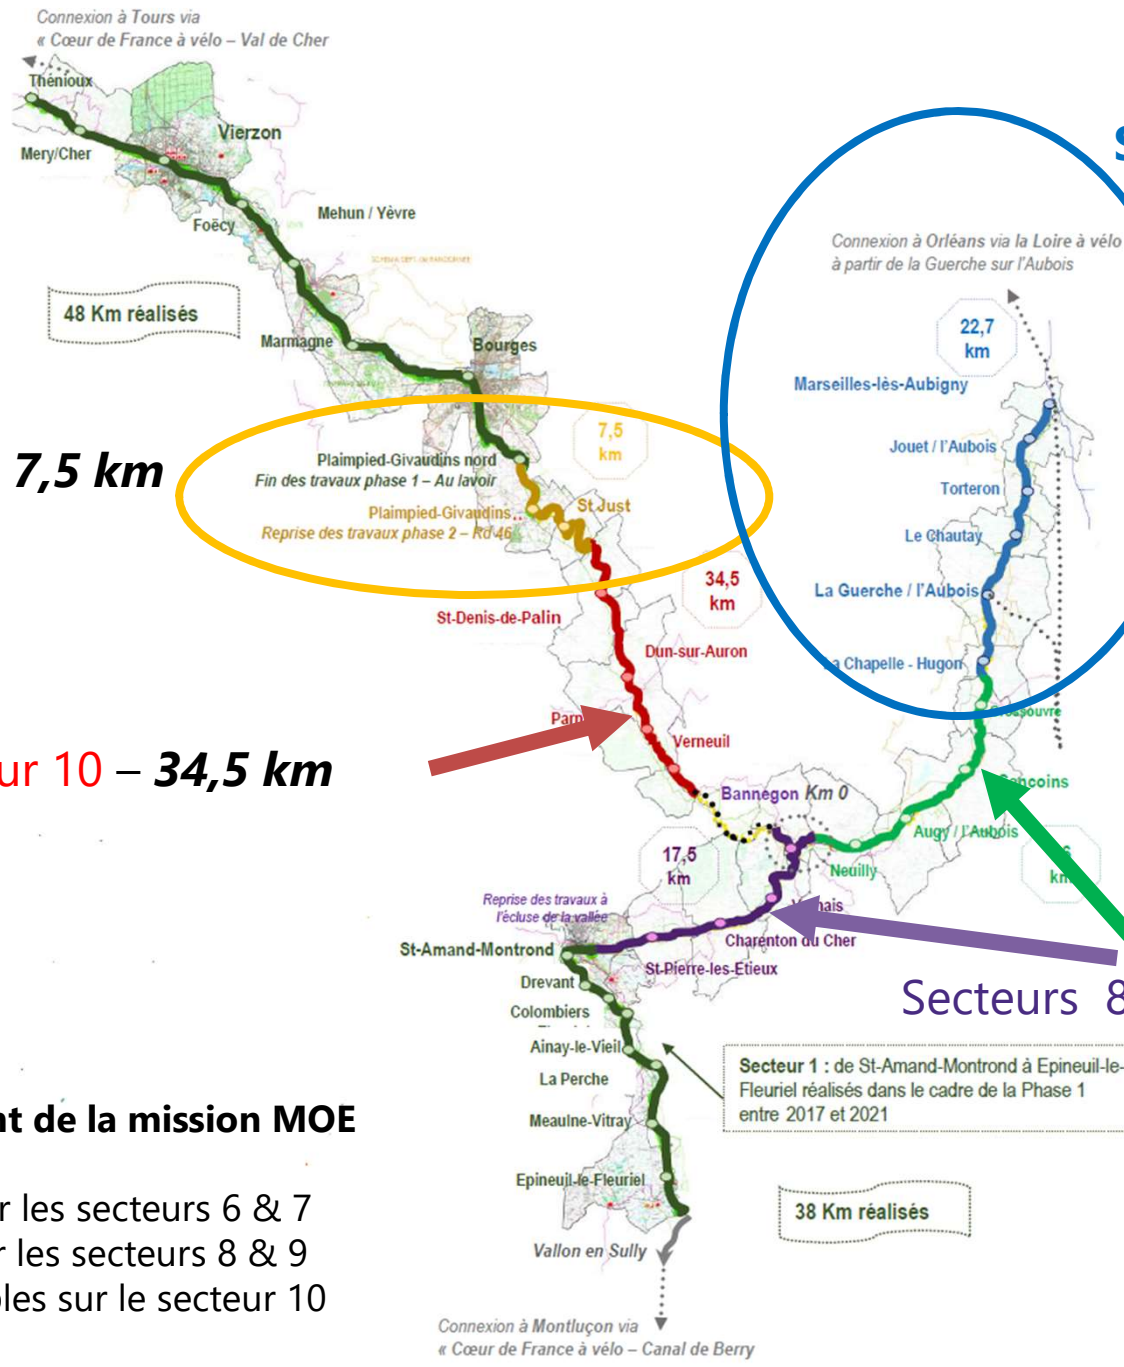 Connexion à Tours via
« Cœur de France à vélo – Val de Cher
Thénioux
Mery/Cher
Vierzon
Foëcy
Mehun / Yèvre
48 Km réalisés
Marmagne
Bourges
S
Connexion à Orléans via la Loire à vélo
à partir de la Guerche sur l'Aubois
22,7
km
Marseilles-lès-Aubigny
Jouet / l'Aubois
Torteron
Le Chautay
La Guerche / l'Aubois
La Chapelle - Hugon
7,5 km
7,5
km
Plaimpied-Givaudins nord
Fin des travaux phase 1 – Au lavoir
Plaimpied-Givaudins
Reprise des travaux phase 2 – Rd 46
St Just
34,5
km
St-Denis-de-Palin
Dun-sur-Auron
Verneuil
ur 10 – 34,5 km
Bannegon Km 0
Augy / l'Aubois
Neuilly
km
17,5
km
Reprise des travaux à
l'écluse de la vallée
Charenton du Cher
St-Amand-Montrond
St-Pierre-les-Etieux
Secteurs 8
Drevant
Colombiers
Ainay-le-Vieil
La Perche
Meaulne-Vitray
Epineuil-le-Fleuriel
Secteur 1 : de St-Amand-Montrond à Epineuil-le-
Fleuriel réalisés dans le cadre de la Phase 1
entre 2017 et 2021
38 Km réalisés
Vallon en Sully
Connexion à Montluçon via
« Cœur de France à vélo – Canal de Berry
nt de la mission MOE
r les secteurs 6 & 7
r les secteurs 8 & 9
les sur le secteur 10